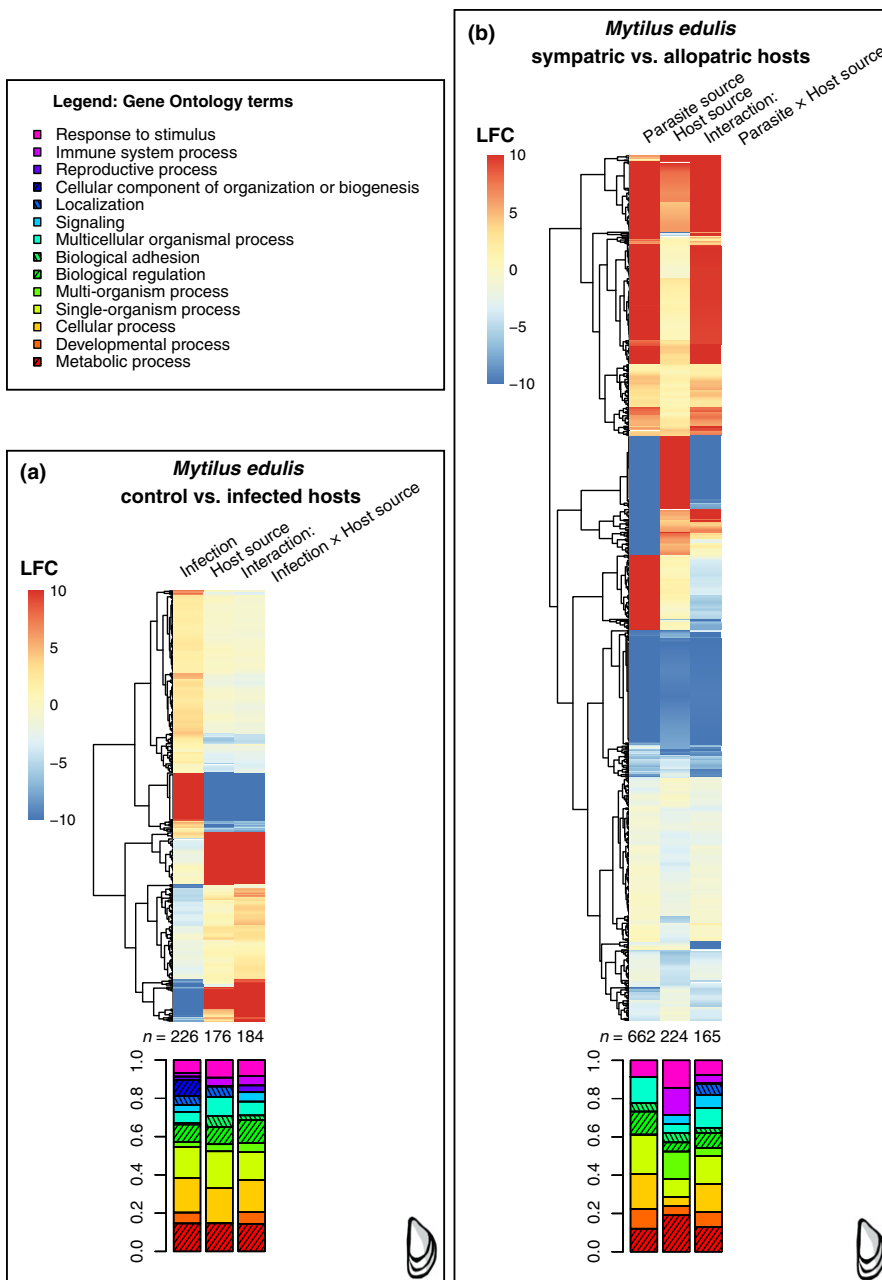 Legend: Gene Ontology terms
Response to stimulus
Immune system process
Reproductive process
Cellular component of organization or biogenesis
Localization
Signaling
Multicellular organismal process
Biological adhesion
Biological regulation
Multi-organism process
Single-organism process
Cellular process
Developmental process
Metabolic process
(a)
Mytilus edulis
control vs. infected hosts
Infection
Host source
Interaction:
Infection × Host source
LFC
10
5
0
−5
−10
n = 226 176 184
1.0
0.8
0.6
0.4
0.2
0.0
(b)
Mytilus edulis
sympatric vs. allopatric hosts
Parasite source
Host source
Interaction:
Parasite × Host source
LFC
10
5
0
−5
−10
n = 662 224 165
1.0
0.8
0.6
0.4
0.2
0.0